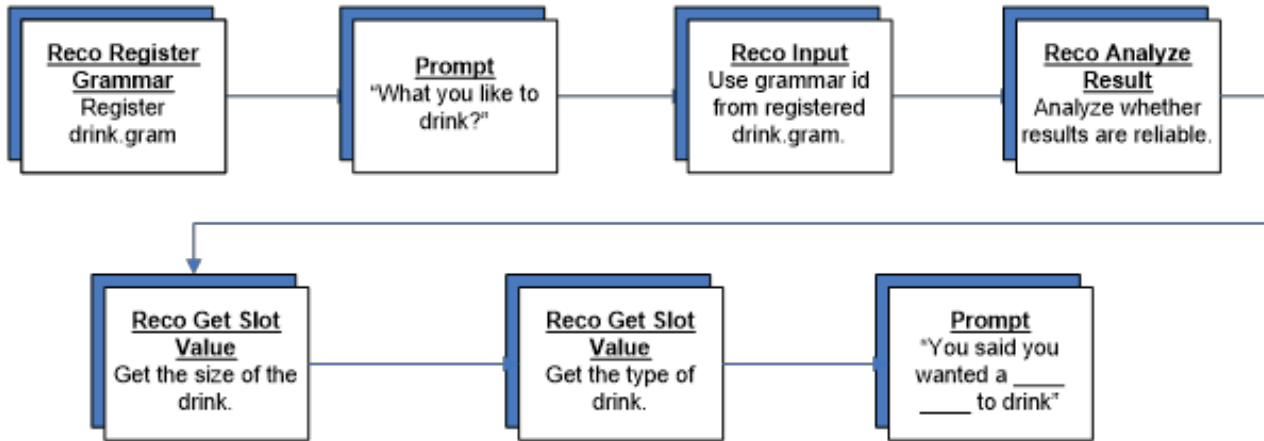 Reco Register
Grammar
Register
drink.gram
Prompt
"What you like to
drink?"
Reco Input
Use grammar id
from registered
drink.gram.
Reco Analyze
Result
Analyze whether
results are reliable.
Reco Get Slot
Value
Get the size of the
drink.
Reco Get Slot
Value
Get the type of
drink.
Prompt
"You said you
wanted a ____
____ to drink"